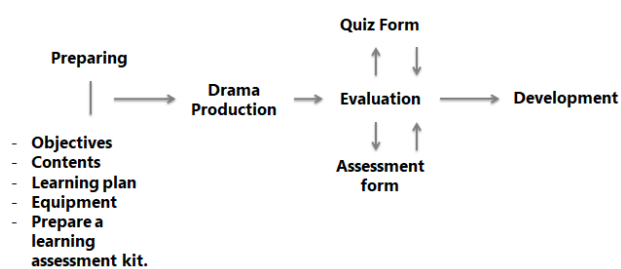 Preparing
- Objectives
- Contents
- Learning plan
- Equipment
- Prepare a
learning
assessment kit.
Drama
Production
Quiz Form
Evaluation
Assessment
form
Development